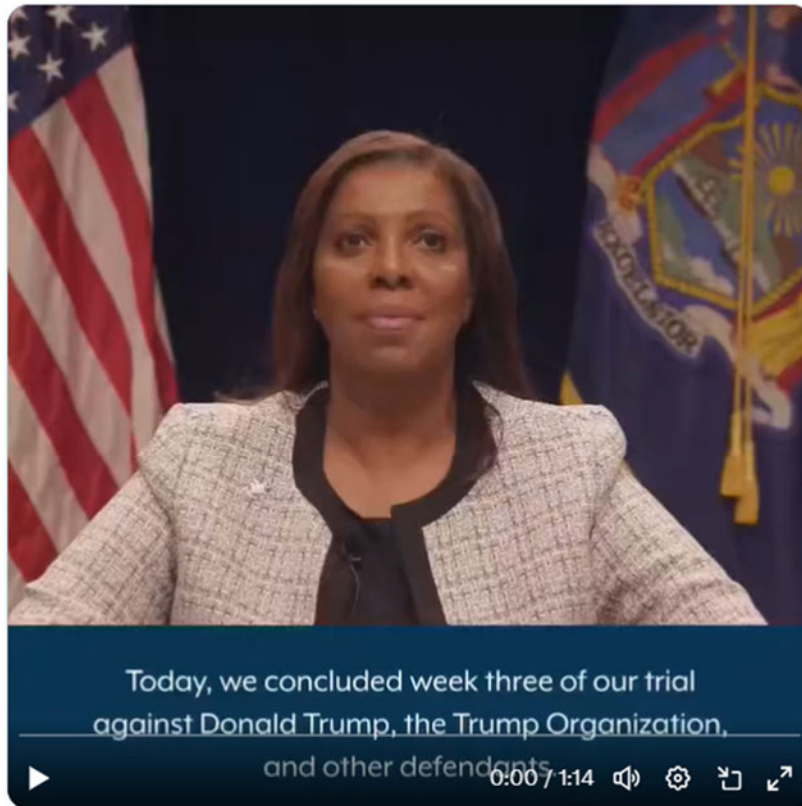 EXCELSIOR
Today, we concluded week three of our trial
against Donald Trump, the Trump Organization,
and other defendants.
0:00 / 1:14